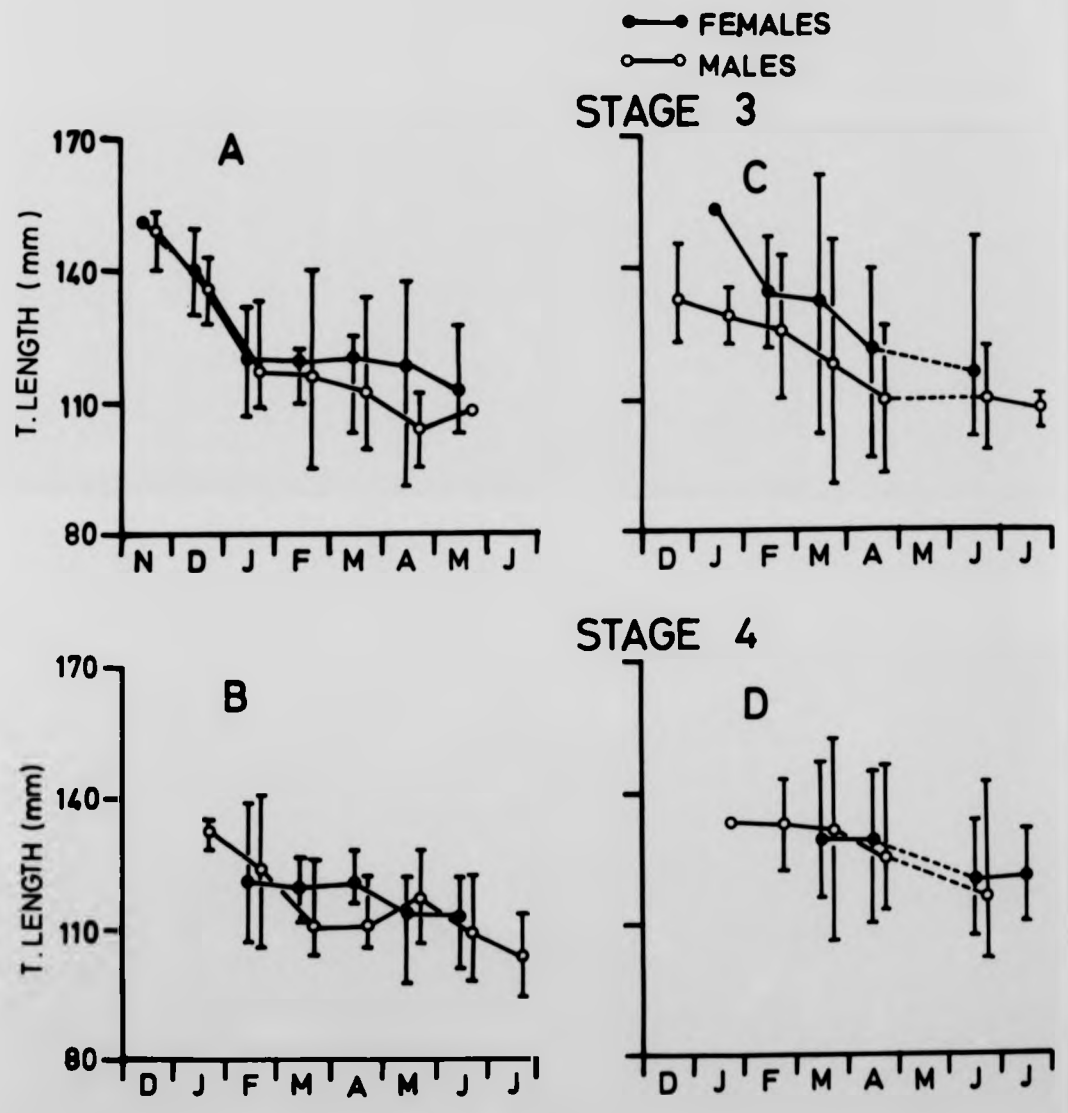 FEMALES
MALES
STAGE 3
A
C
T. LENGTH (mm)
170
140
110
80
N D J F M A M J
D J F M A M J J
STAGE 4
B
D
T. LENGTH (mm)
170
140
110
80
D J F M A M J J
D J F M A M J J